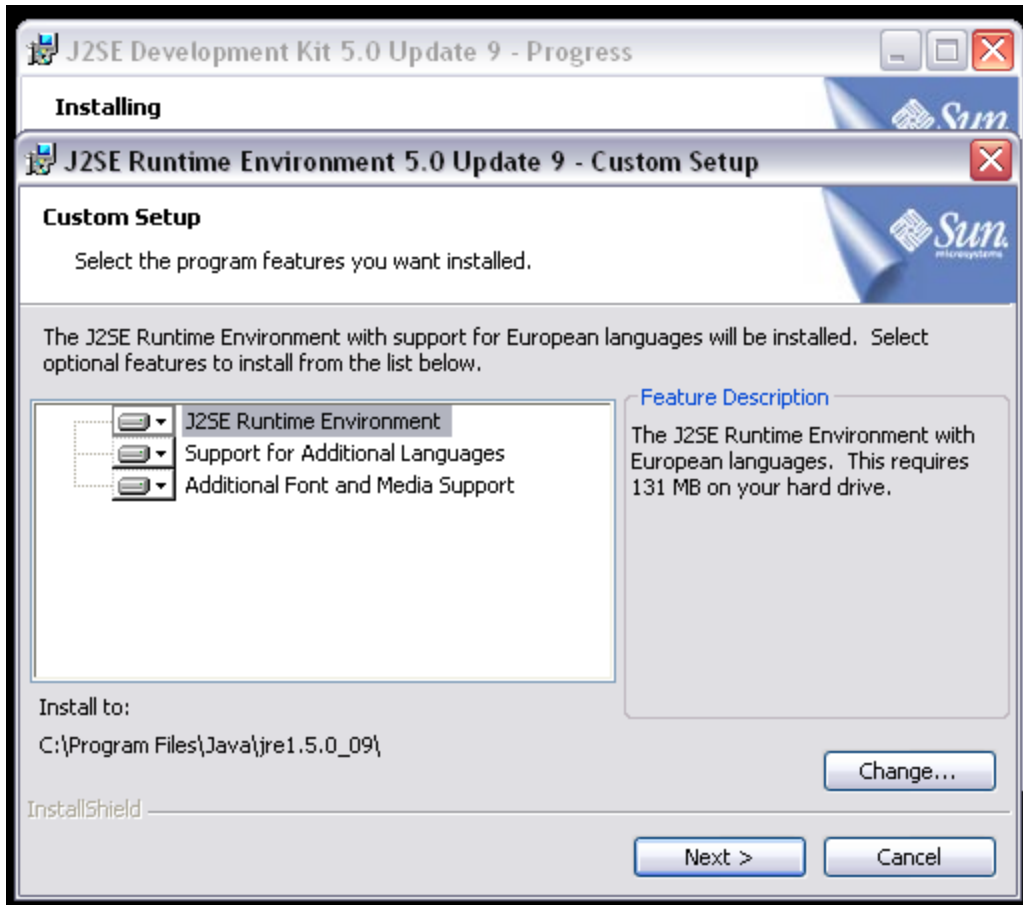 J2SE Development Kit 5.0 Update 9 - Progress
Installing
Sun
J2SE Runtime Environment 5.0 Update 9 - Custom Setup
Custom Setup
Select the program features you want installed.
Sun
microsystems
The J2SE Runtime Environment with support for European languages will be installed.  Select
optional features to install from the list below.
J2SE Runtime Environment
Support for Additional Languages
Additional Font and Media Support
Feature Description
The J2SE Runtime Environment with
European languages.  This requires
131 MB on your hard drive.
Install to:
C:\Program Files\Java\jre1.5.0_09\
Change...
InstallShield
Next >
Cancel